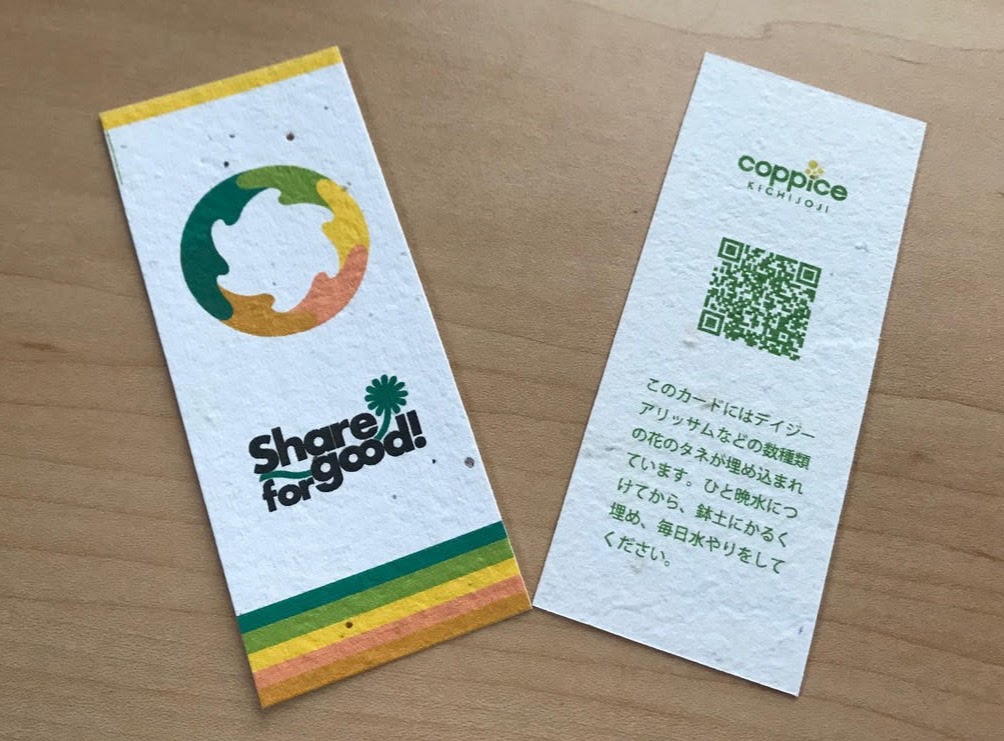 Share
for good!
coppice
KICHIJOJI
このカードにはデイジー
アリッサムなどの数種類
の花のタネが埋め込まれ
ています。ひと晩水につ
けてから、鉢土にかるく
埋め、毎日水やりをして
ください。